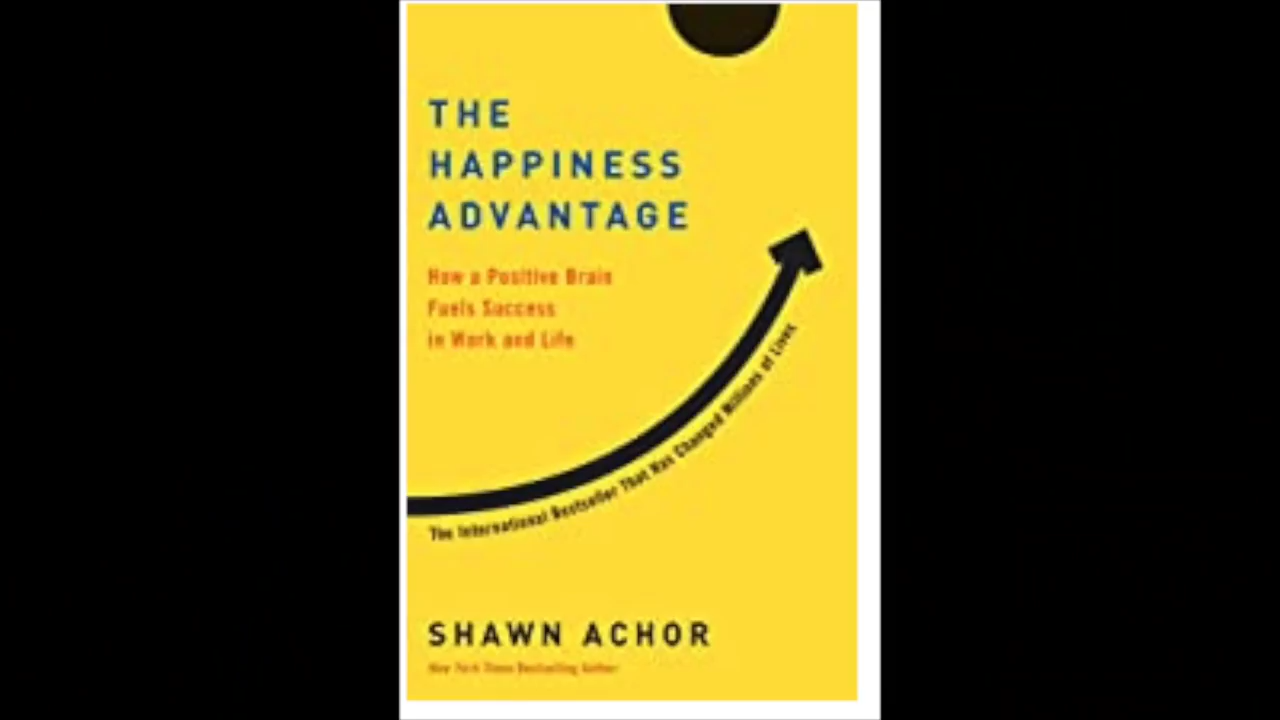 THE
HAPPINESS
ADVANTAGE
How a Positive Brain
Fuels Success
in Work and Life
The International Bestseller That Has Changed Millions of Lives
SHAWN ACHOR
New York Times Bestselling Author